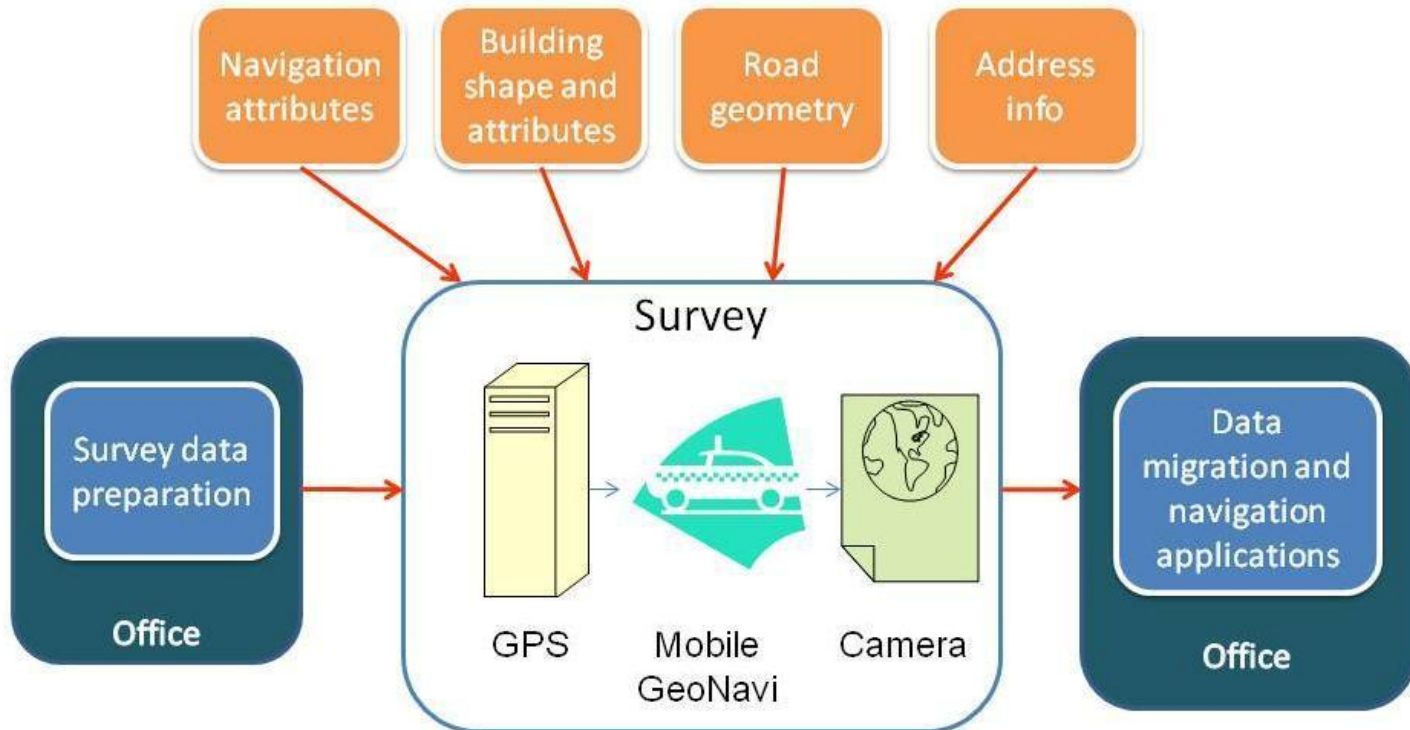 Navigation
attributes
Building
shape and
attributes
Road
geometry
Address
info
Survey
Survey data
preparation
Office
GPS
Mobile
GeoNavi
Camera
Data
migration and
navigation
applications
Office